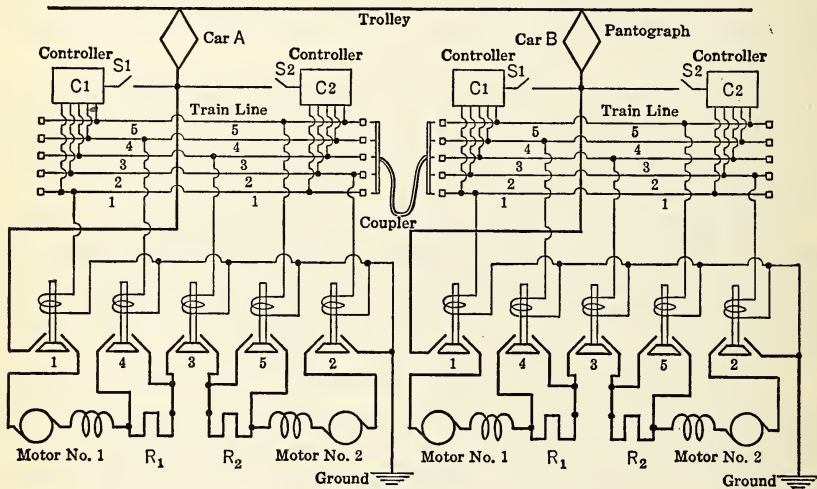 Trolley
Car A
Car B
Pantograph
Controller
Controller
Controller
Controller
C1
S1
S2
C2
C1
S1
S2
C2
Train Line
Train Line
5 5
4 4
3 3
2 2
1 1
5 5
4 4
3 3
2 2
1 1
Coupler
1 4 3 5 2
1 4 3 5 2
Motor No. 1 R1 R2 Motor No. 2
Motor No. 1 R1 R2 Motor No. 2
Ground
Ground